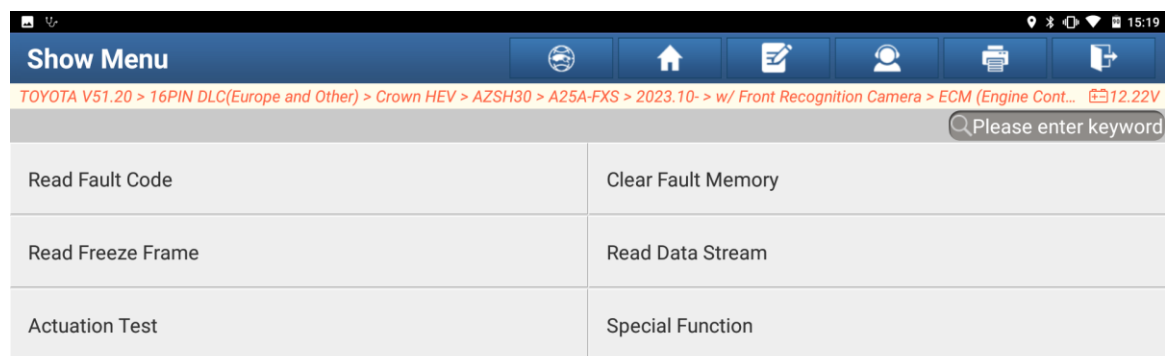 15:19
Show Menu
TOYOTA V51.20 > 16PIN DLC(Europe and Other) > Crown HEV > AZSH30 > A25A-FXS > 2023.10- > w/ Front Recognition Camera > ECM (Engine Cont... 12.22V
Please enter keyword
Read Fault Code
Clear Fault Memory
Read Freeze Frame
Read Data Stream
Actuation Test
Special Function